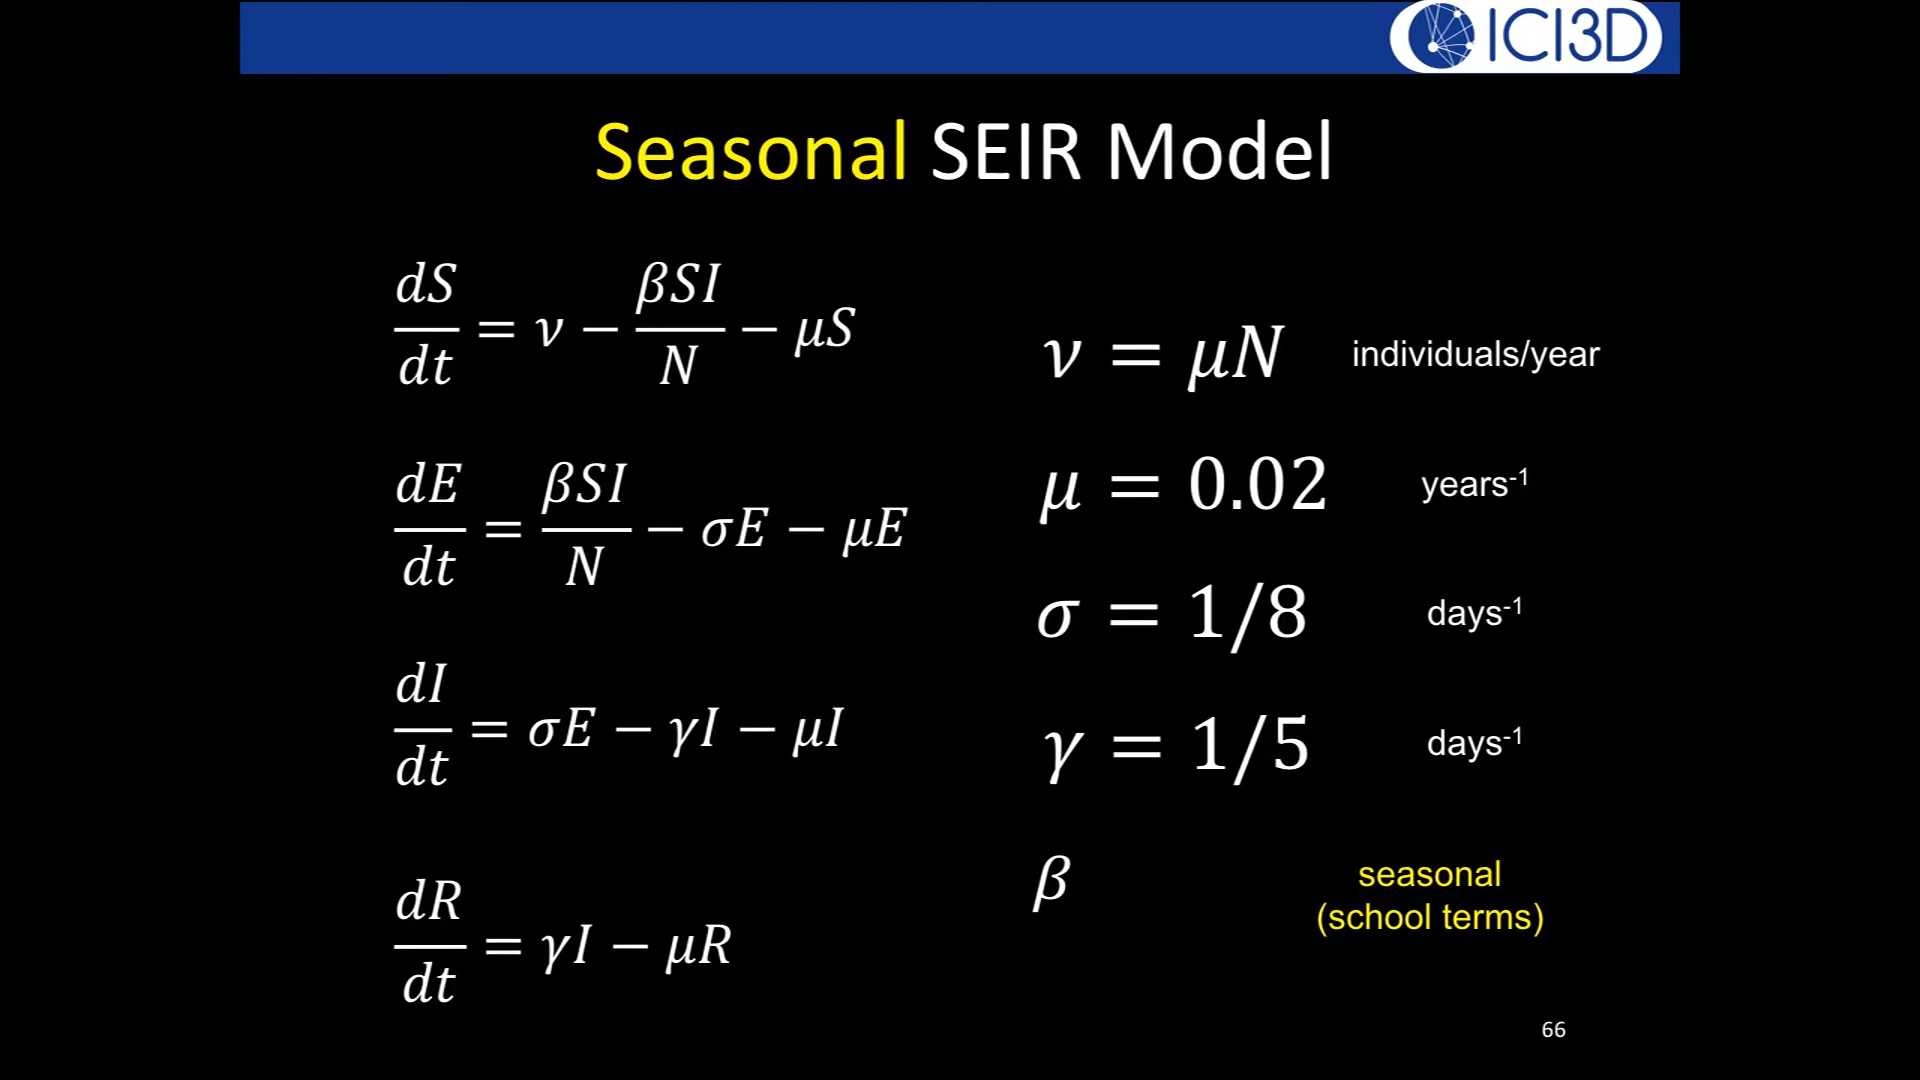 ICI3D
Seasonal SEIR Model
dS/dt = ν − βSI/N − μS
dE/dt = βSI/N − σE − μE
dI/dt = σE − γI − μI
dR/dt = γI − μR
ν = μN individuals/year
μ = 0.02 years⁻¹
σ = 1/8 days⁻¹
γ = 1/5 days⁻¹
β seasonal
(school terms)
66